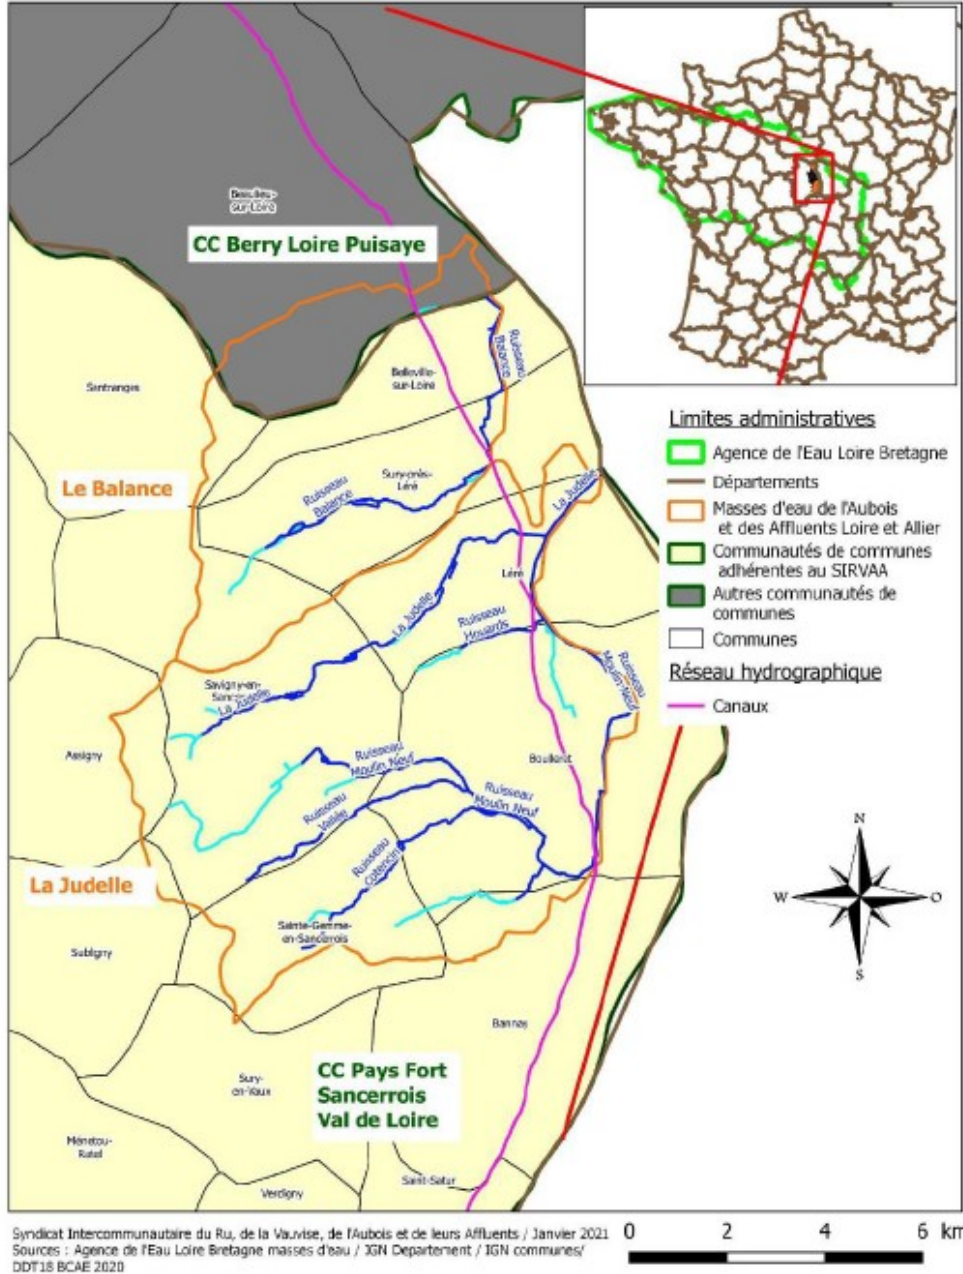 Beaulieu-
sur-Loire
CC Berry Loire Puisaye
Ruisseau
Balance
Belleville-
sur-Loire
Santranges
Le Balance
Sury-près-
Léré
Ruisseau
Balance
La Judelle
Léré
La Judelle
Ruisseau
Houards
Ruisseau
Moulin Neuf
Savigny-en-
La Judelle
Assigny
Ruisseau
Moulin Neuf
Boulleret
Ruisseau
Moulin Neuf
Ruisseau
Vallée
Ruisseau
Cotencin
La Judelle
Sainte-Gemme-
en-Sancerrois
Subligny
Bannay
CC Pays Fort
Sancerrois
Val de Loire
Sury-
en-Vaux
Ménetou-
Ratel
Verdigny
Saint-Satur
Limites administratives
Agence de l'Eau Loire Bretagne
Départements
Masses d'eau de l'Aubois
et des Affluents Loire et Allier
Communautés de communes
adhérentes au SIRVAA
Autres communautés de
communes
Communes
Réseau hydrographique
Canaux
N
W
O
S
Syndicat Intercommunautaire du Ru, de la Vauvise, de l'Aubois et de leurs Affluents / Janvier 2021
Sources : Agence de l'Eau Loire Bretagne masses d'eau / IGN Departement / IGN communes/
DDT18 BCAE 2020
0 2 4 6 km